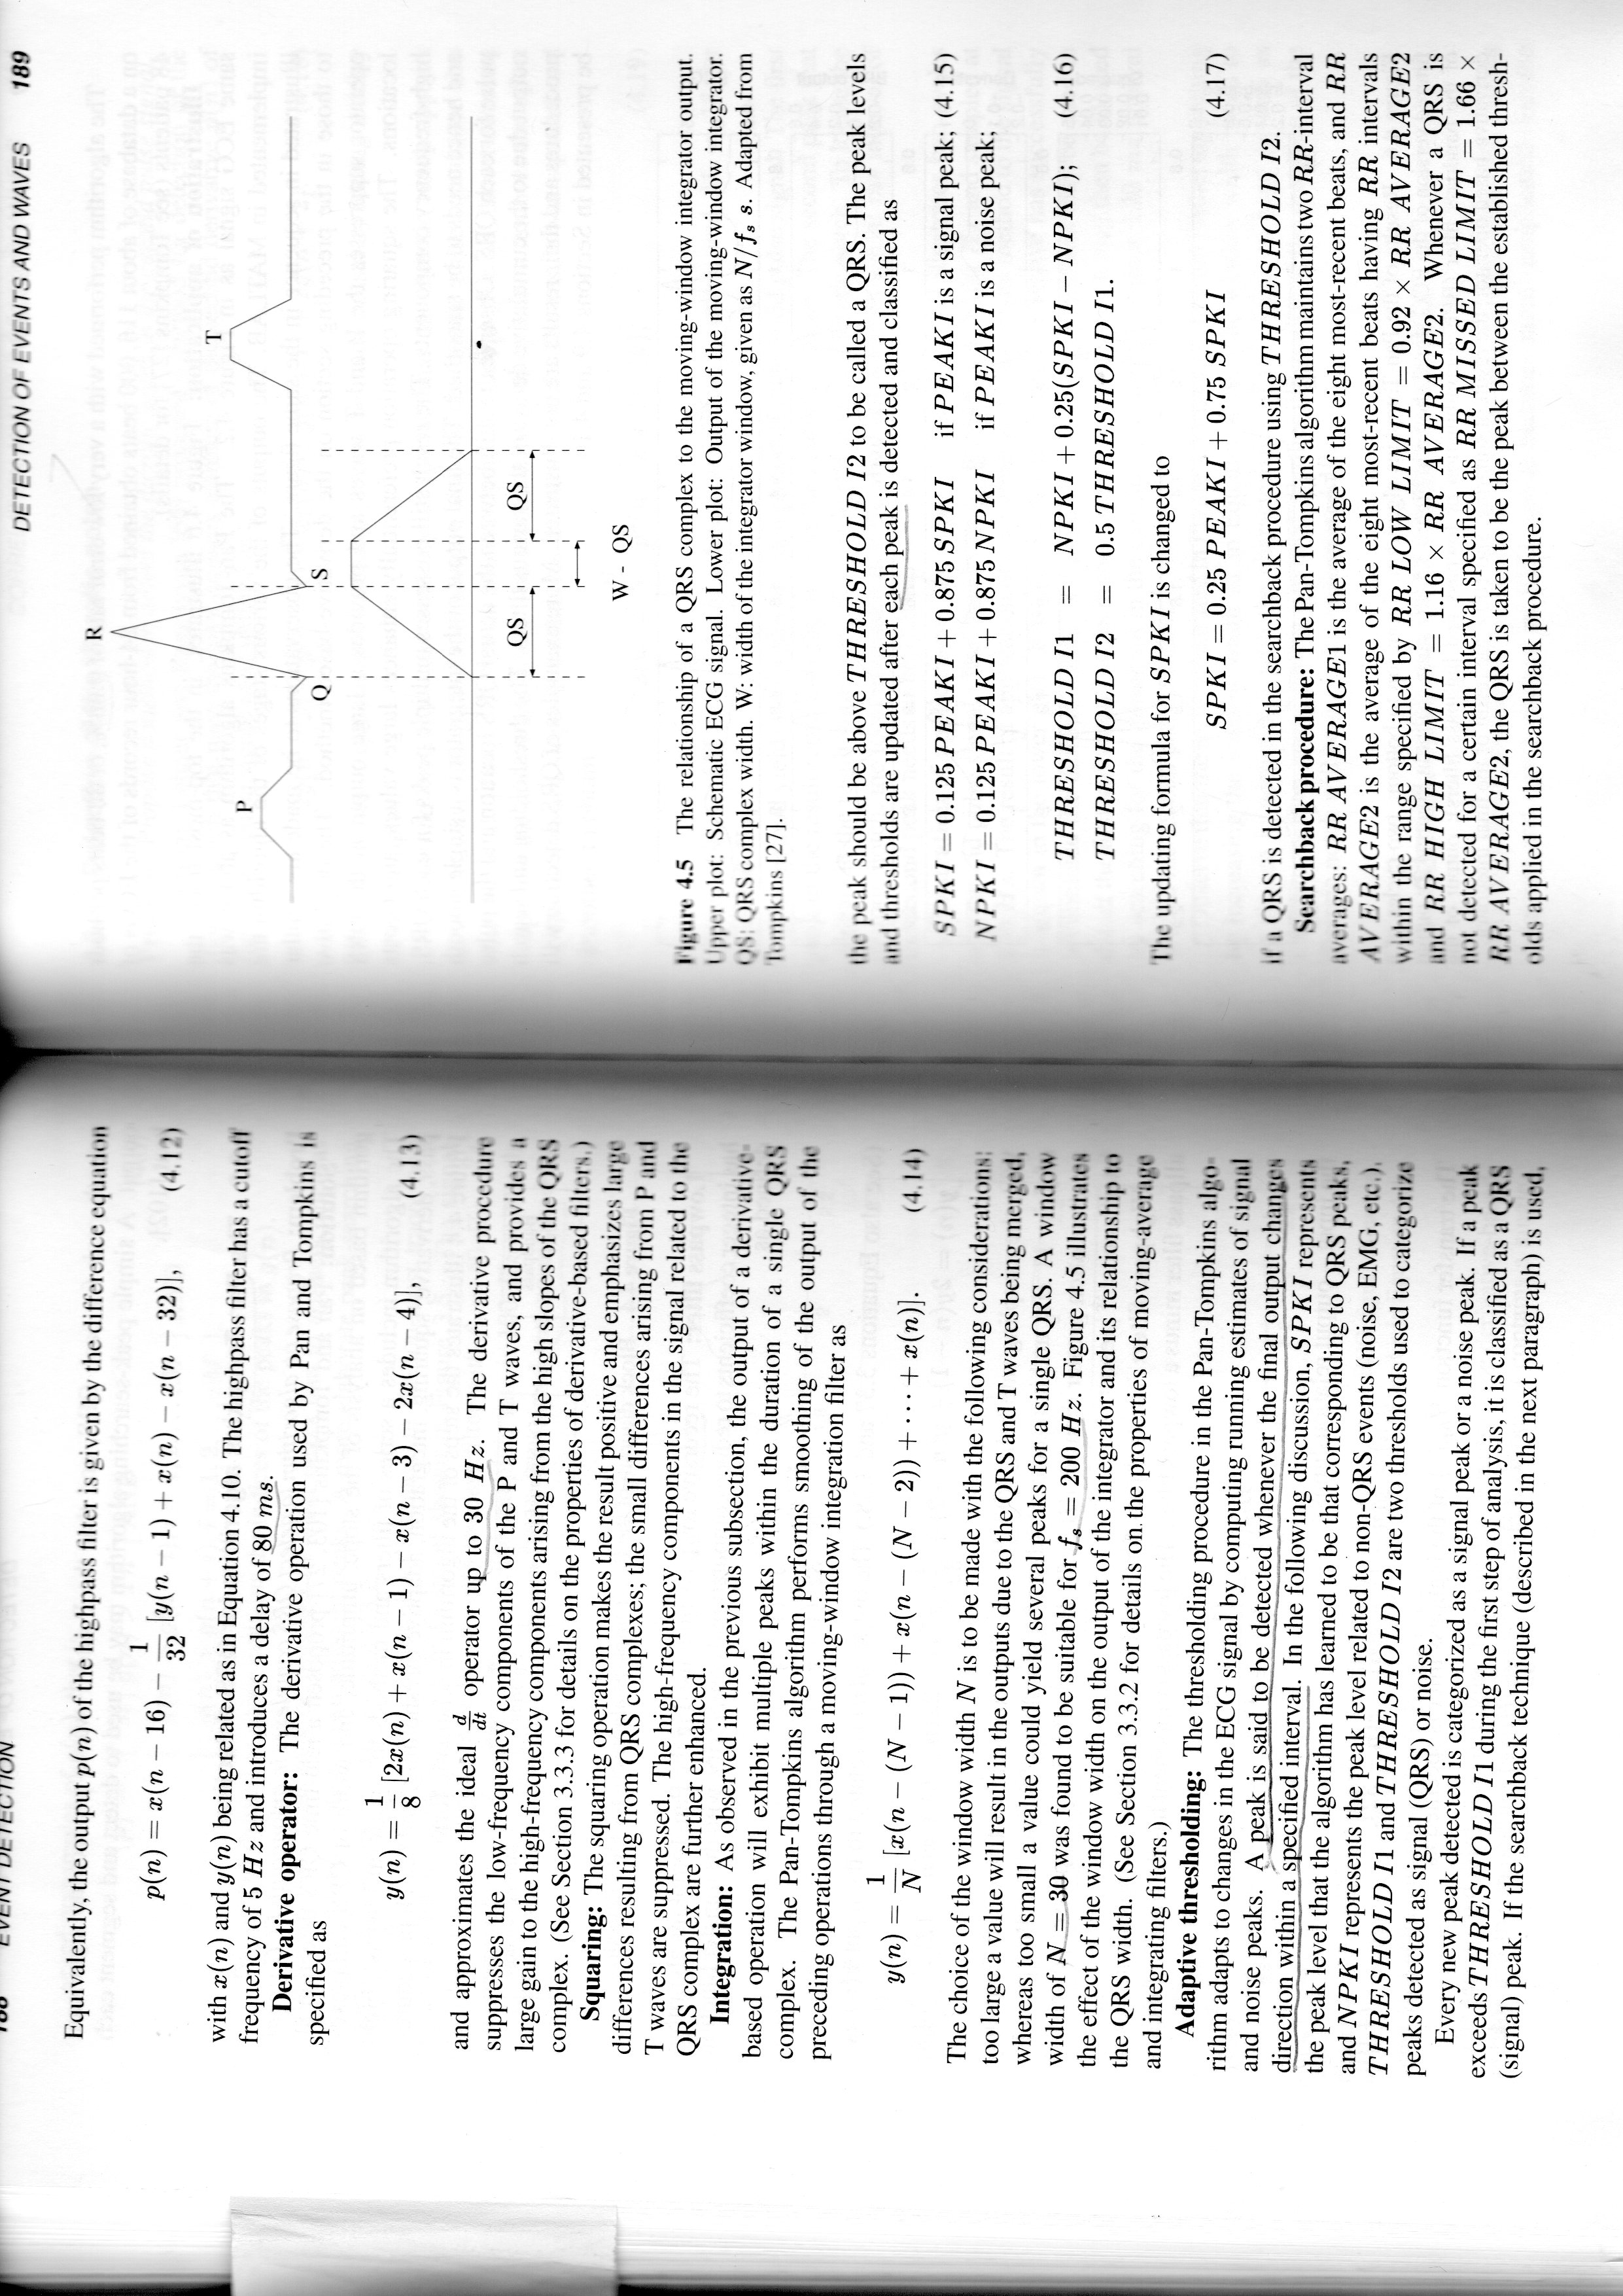 188 EVENT DETECTION
Equivalently, the output p(n) of the highpass filter is given by the difference equation
p(n) = x(n − 16) − 1/32 [y(n − 1) + x(n) − x(n − 32)], (4.12)
with x(n) and y(n) being related as in Equation 4.10. The highpass filter has a cutoff
frequency of 5 Hz and introduces a delay of 80 ms.
Derivative operator: The derivative operation used by Pan and Tompkins is
specified as
y(n) = 1/8 [2x(n) + x(n − 1) − x(n − 3) − 2x(n − 4)], (4.13)
and approximates the ideal d/dt operator up to 30 Hz. The derivative procedure
suppresses the low-frequency components of the P and T waves, and provides a
large gain to the high-frequency components arising from the high slopes of the QRS
complex. (See Section 3.3.3 for details on the properties of derivative-based filters.)
Squaring: The squaring operation makes the result positive and emphasizes large
differences resulting from QRS complexes; the small differences arising from P and
T waves are suppressed. The high-frequency components in the signal related to the
QRS complex are further enhanced.
Integration: As observed in the previous subsection, the output of a derivative-
based operation will exhibit multiple peaks within the duration of a single QRS
complex. The Pan-Tompkins algorithm performs smoothing of the output of the
preceding operations through a moving-window integration filter as
y(n) = 1/N [x(n − (N − 1)) + x(n − (N − 2)) + · · · + x(n)]. (4.14)
The choice of the window width N is to be made with the following considerations:
too large a value will result in the outputs due to the QRS and T waves being merged,
whereas too small a value could yield several peaks for a single QRS. A window
width of N = 30 was found to be suitable for fₛ = 200 Hz. Figure 4.5 illustrates
the effect of the window width on the output of the integrator and its relationship to
the QRS width. (See Section 3.3.2 for details on the properties of moving-average
and integrating filters.)
Adaptive thresholding: The thresholding procedure in the Pan-Tompkins algo-
rithm adapts to changes in the ECG signal by computing running estimates of signal
and noise peaks. A peak is said to be detected whenever the final output changes
direction within a specified interval. In the following discussion, SPKI represents
the peak level that the algorithm has learned to be that corresponding to QRS peaks,
and NPKI represents the peak level related to non-QRS events (noise, EMG, etc.).
THRESHOLD I1 and THRESHOLD I2 are two thresholds used to categorize
peaks detected as signal (QRS) or noise.
Every new peak detected is categorized as a signal peak or a noise peak. If a peak
exceeds THRESHOLD I1 during the first step of analysis, it is classified as a QRS
(signal) peak. If the searchback technique (described in the next paragraph) is used,
DETECTION OF EVENTS AND WAVES 189
R
T
P
Q
S
QS
QS
W - QS
Figure 4.5 The relationship of a QRS complex to the moving-window integrator output.
Upper plot: Schematic ECG signal. Lower plot: Output of the moving-window integrator.
QS: QRS complex width. W: width of the integrator window, given as N/fₛ s. Adapted from
Tompkins [27].
the peak should be above THRESHOLD I2 to be called a QRS. The peak levels
and thresholds are updated after each peak is detected and classified as
SPKI = 0.125 PEAKI + 0.875 SPKI if PEAKI is a signal peak; (4.15)
NPKI = 0.125 PEAKI + 0.875 NPKI if PEAKI is a noise peak;
THRESHOLD I1 = NPKI + 0.25(SPKI − NPKI); (4.16)
THRESHOLD I2 = 0.5 THRESHOLD I1.
The updating formula for SPKI is changed to
SPKI = 0.25 PEAKI + 0.75 SPKI (4.17)
if a QRS is detected in the searchback procedure using THRESHOLD I2.
Searchback procedure: The Pan-Tompkins algorithm maintains two RR-interval
averages: RR AVERAGE1 is the average of the eight most-recent beats, and RR
AVERAGE2 is the average of the eight most-recent beats having RR intervals
within the range specified by RR LOW LIMIT = 0.92 × RR AVERAGE2
and RR HIGH LIMIT = 1.16 × RR AVERAGE2. Whenever a QRS is
not detected for a certain interval specified as RR MISSED LIMIT = 1.66 ×
RR AVERAGE2, the QRS is taken to be the peak between the established thresh-
olds applied in the searchback procedure.